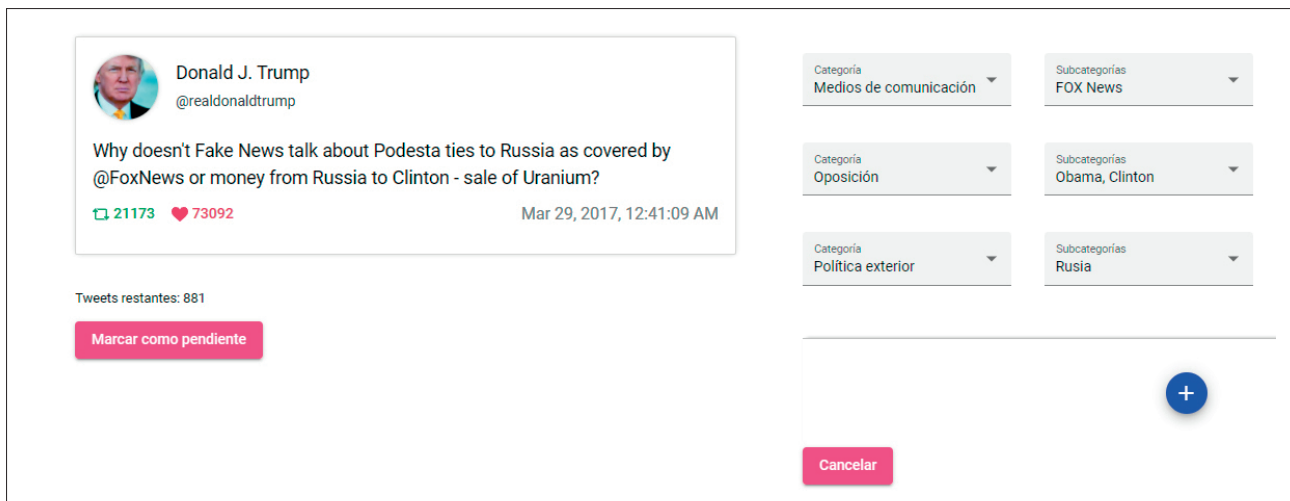 Donald J. Trump
@realdonaldtrump
Why doesn't Fake News talk about Podesta ties to Russia as covered by
@FoxNews or money from Russia to Clinton - sale of Uranium?
21173 73092 Mar 29, 2017, 12:41:09 AM
Tweets restantes: 881
Marcar como pendiente
Categoría Subcategorías
Medios de comunicación FOX News
Categoría Subcategorías
Oposición Obama, Clinton
Categoría Subcategorías
Política exterior Rusia
+
Cancelar